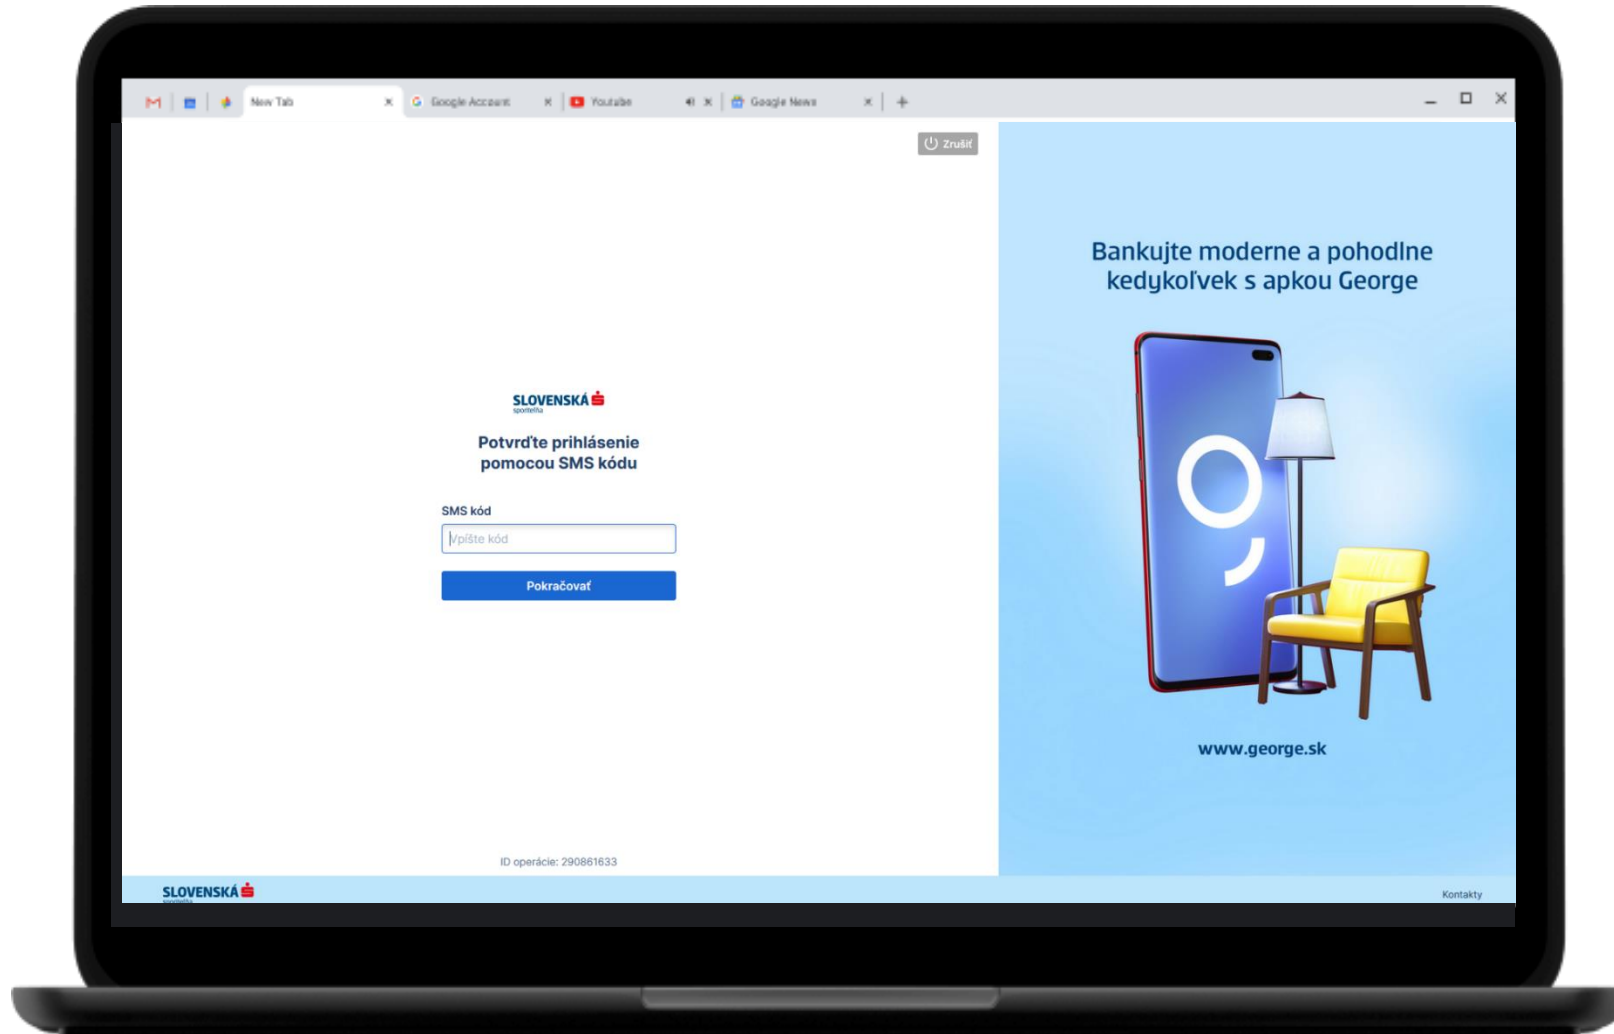 New Tab
Google Account
Youtube
Google News
Zrušiť
Bankujte moderne a pohodlne
kedykoľvek s apkou George
SLOVENSKÁ
sporiteľňa
Potvrďte prihlásenie
pomocou SMS kódu
SMS kód
Vpíšte kód
Pokračovať
www.george.sk
ID operácie: 290861633
SLOVENSKÁ
Kontakty